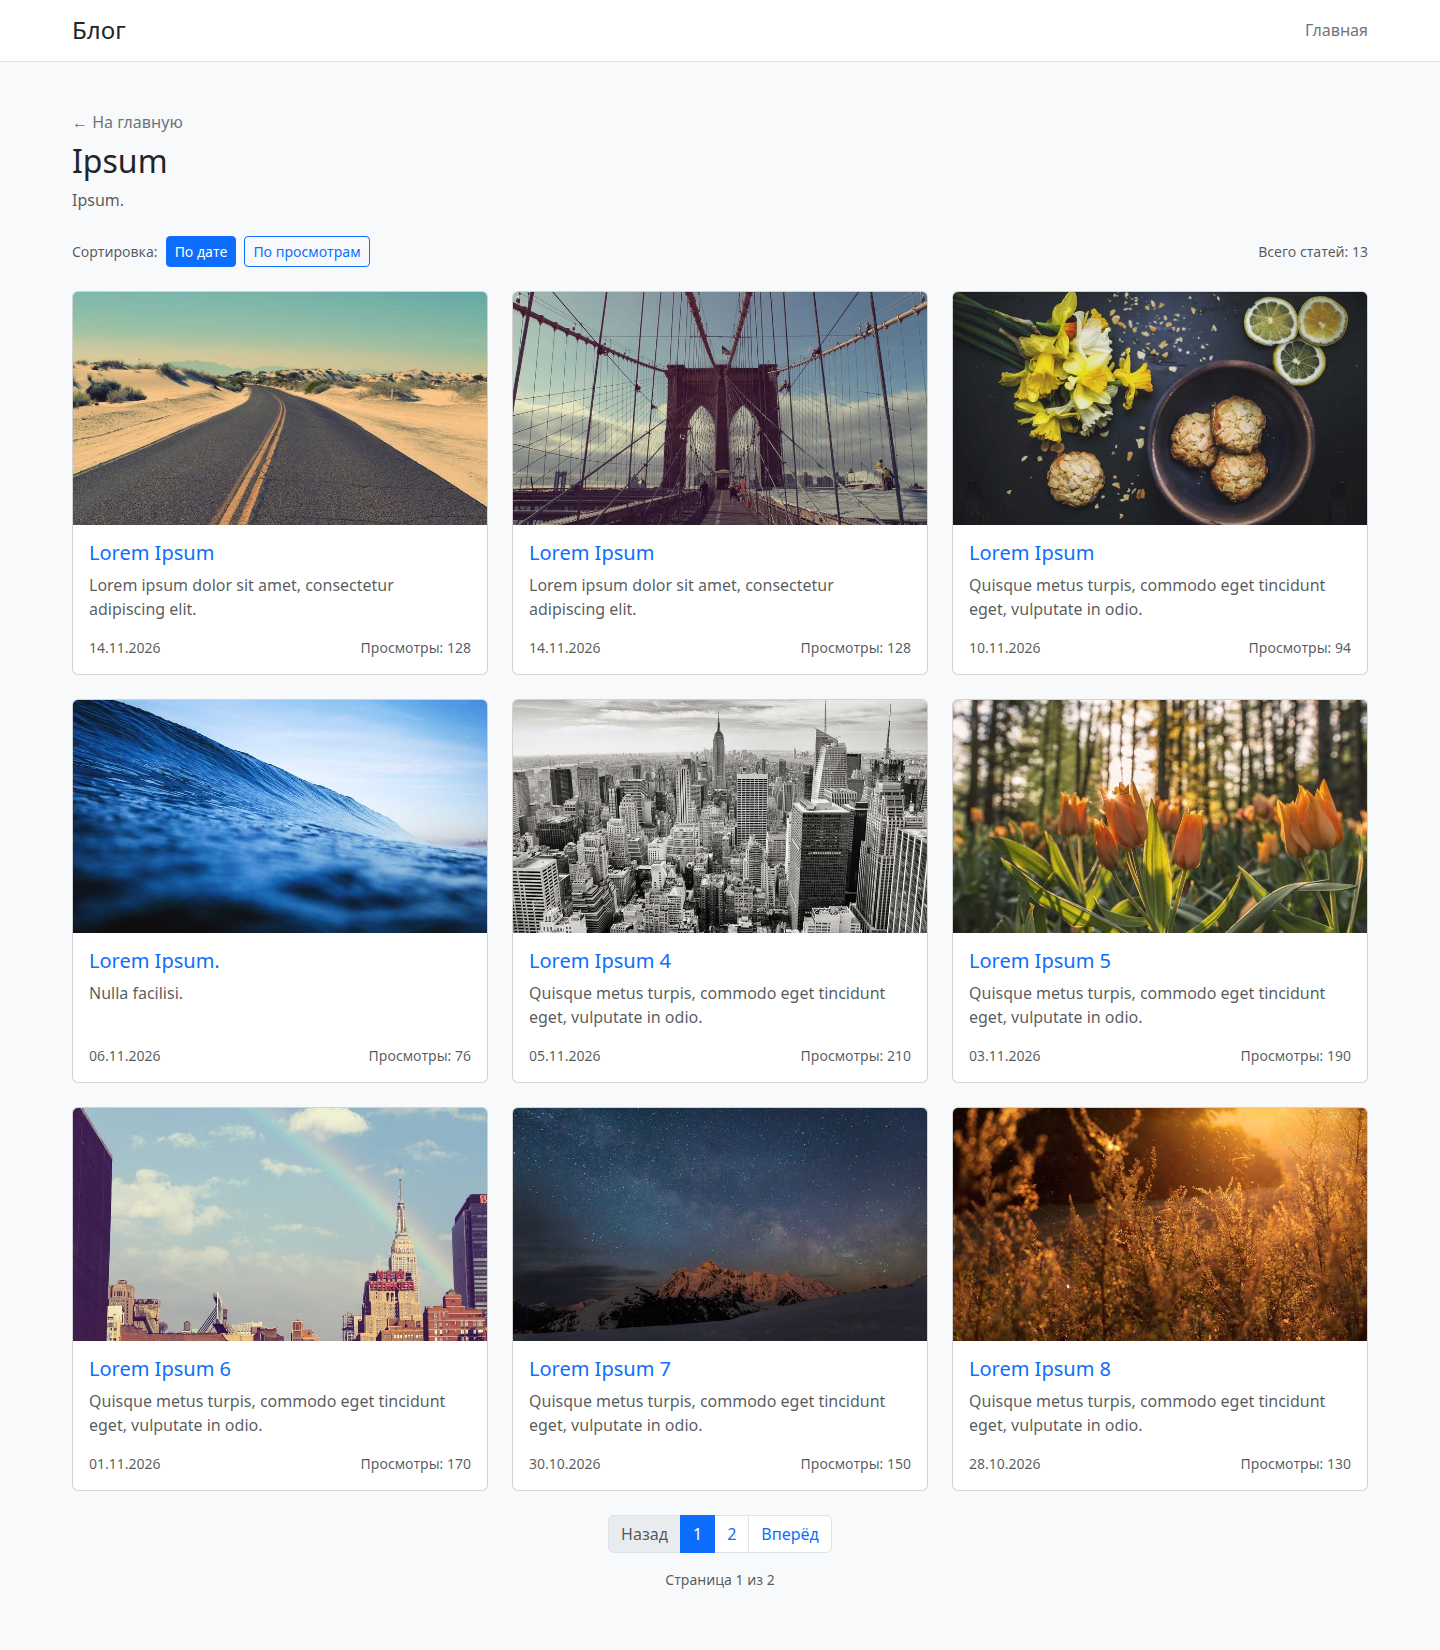 Блог
Главная
← На главную
Ipsum
Ipsum.
Сортировка: По дате По просмотрам
Всего статей: 13
Lorem Ipsum
Lorem ipsum dolor sit amet, consectetur
adipiscing elit.
14.11.2026 Просмотры: 128
Lorem Ipsum
Lorem ipsum dolor sit amet, consectetur
adipiscing elit.
14.11.2026 Просмотры: 128
Lorem Ipsum
Quisque metus turpis, commodo eget tincidunt
eget, vulputate in odio.
10.11.2026 Просмотры: 94
Lorem Ipsum.
Nulla facilisi.
06.11.2026 Просмотры: 76
Lorem Ipsum 4
Quisque metus turpis, commodo eget tincidunt
eget, vulputate in odio.
05.11.2026 Просмотры: 210
Lorem Ipsum 5
Quisque metus turpis, commodo eget tincidunt
eget, vulputate in odio.
03.11.2026 Просмотры: 190
Lorem Ipsum 6
Quisque metus turpis, commodo eget tincidunt
eget, vulputate in odio.
01.11.2026 Просмотры: 170
Lorem Ipsum 7
Quisque metus turpis, commodo eget tincidunt
eget, vulputate in odio.
30.10.2026 Просмотры: 150
Lorem Ipsum 8
Quisque metus turpis, commodo eget tincidunt
eget, vulputate in odio.
28.10.2026 Просмотры: 130
Назад 1 2 Вперёд
Страница 1 из 2